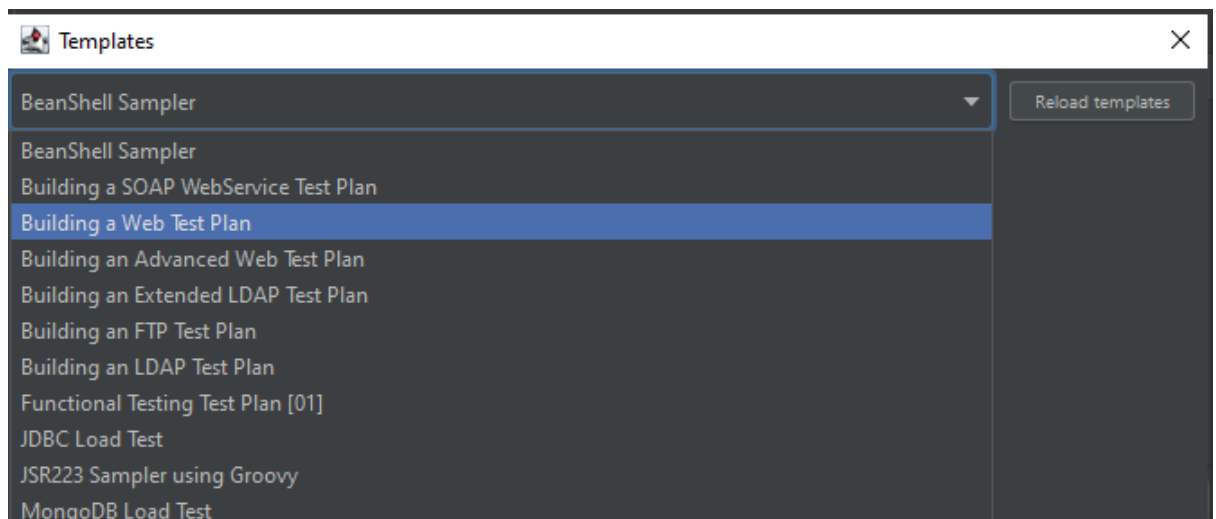 Templates
BeanShell Sampler
Reload templates
BeanShell Sampler
Building a SOAP WebService Test Plan
Building a Web Test Plan
Building an Advanced Web Test Plan
Building an Extended LDAP Test Plan
Building an FTP Test Plan
Building an LDAP Test Plan
Functional Testing Test Plan [01]
JDBC Load Test
JSR223 Sampler using Groovy
MongoDB Load Test